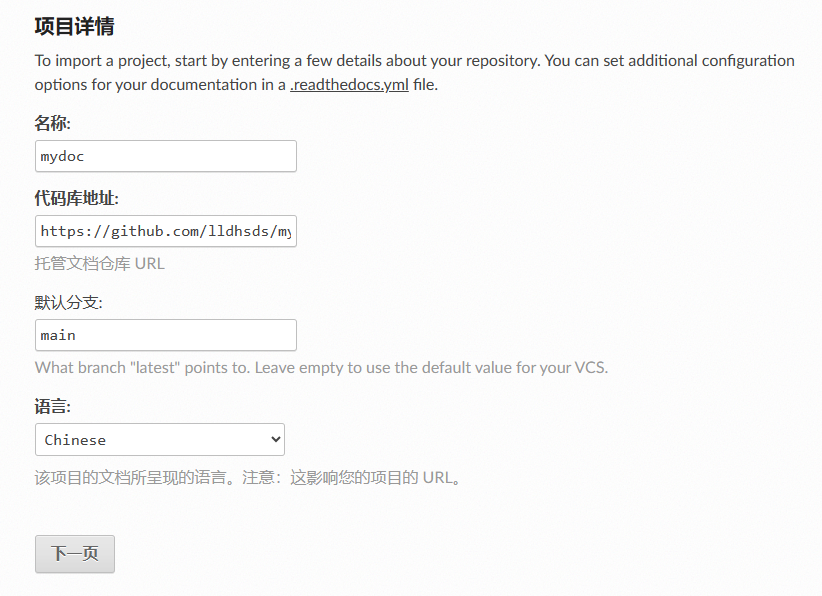 项目详情
To import a project, start by entering a few details about your repository. You can set additional configuration
options for your documentation in a .readthedocs.yml file.
名称:
mydoc
代码库地址:
https://github.com/lldhsds/my
托管文档仓库 URL
默认分支:
main
What branch "latest" points to. Leave empty to use the default value for your VCS.
语言:
Chinese
该项目的文档所呈现的语言。注意：这影响您的项目的 URL。
下一页